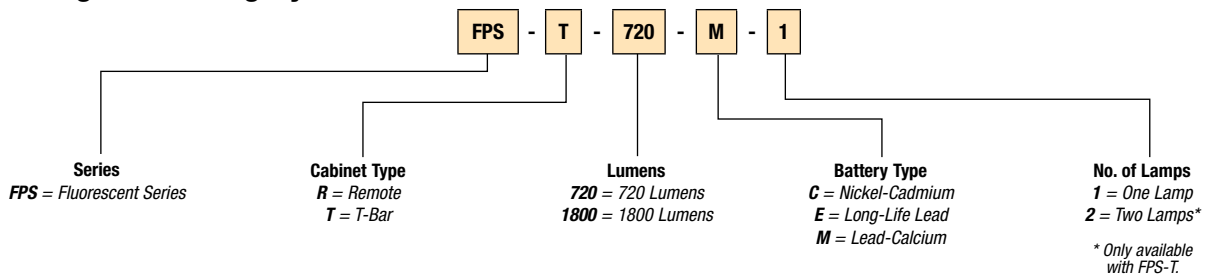 FPS - T - 720 - M - 1
Series
FPS = Fluorescent Series
Cabinet Type
R = Remote
T = T-Bar
Lumens
720 = 720 Lumens
1800 = 1800 Lumens
Battery Type
C = Nickel-Cadmium
E = Long-Life Lead
M = Lead-Calcium
No. of Lamps
1 = One Lamp
2 = Two Lamps*
* Only available
with FPS-T.